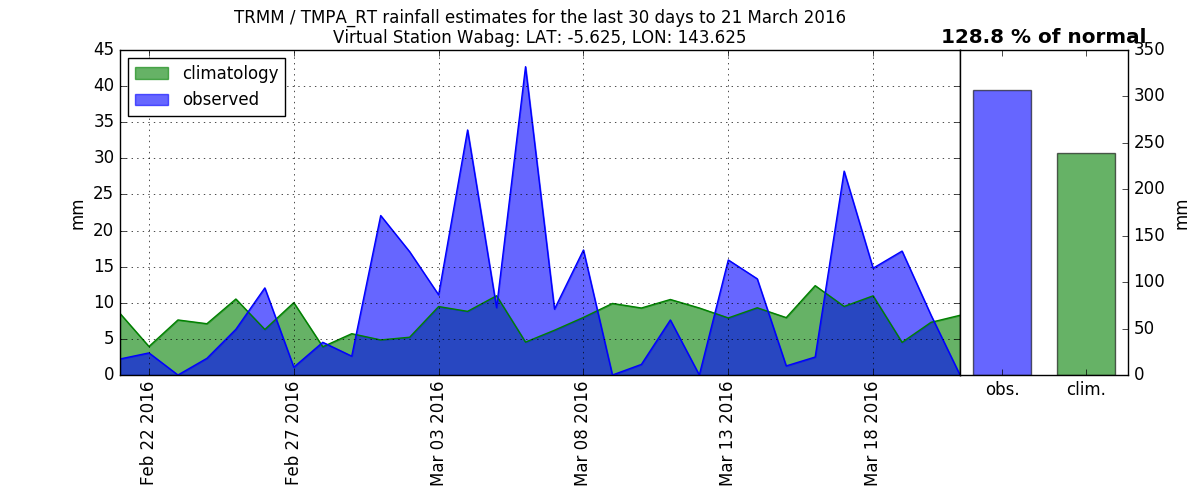 TRMM / TMPA_RT rainfall estimates for the last 30 days to 21 March 2016
Virtual Station Wabag: LAT: -5.625, LON: 143.625
128.8 % of normal
climatology
observed
45
40
35
30
25
20
15
10
5
0
mm
Feb 22 2016
Feb 27 2016
Mar 03 2016
Mar 08 2016
Mar 13 2016
Mar 18 2016
obs.
clim.
350
300
250
200
150
100
50
0
mm